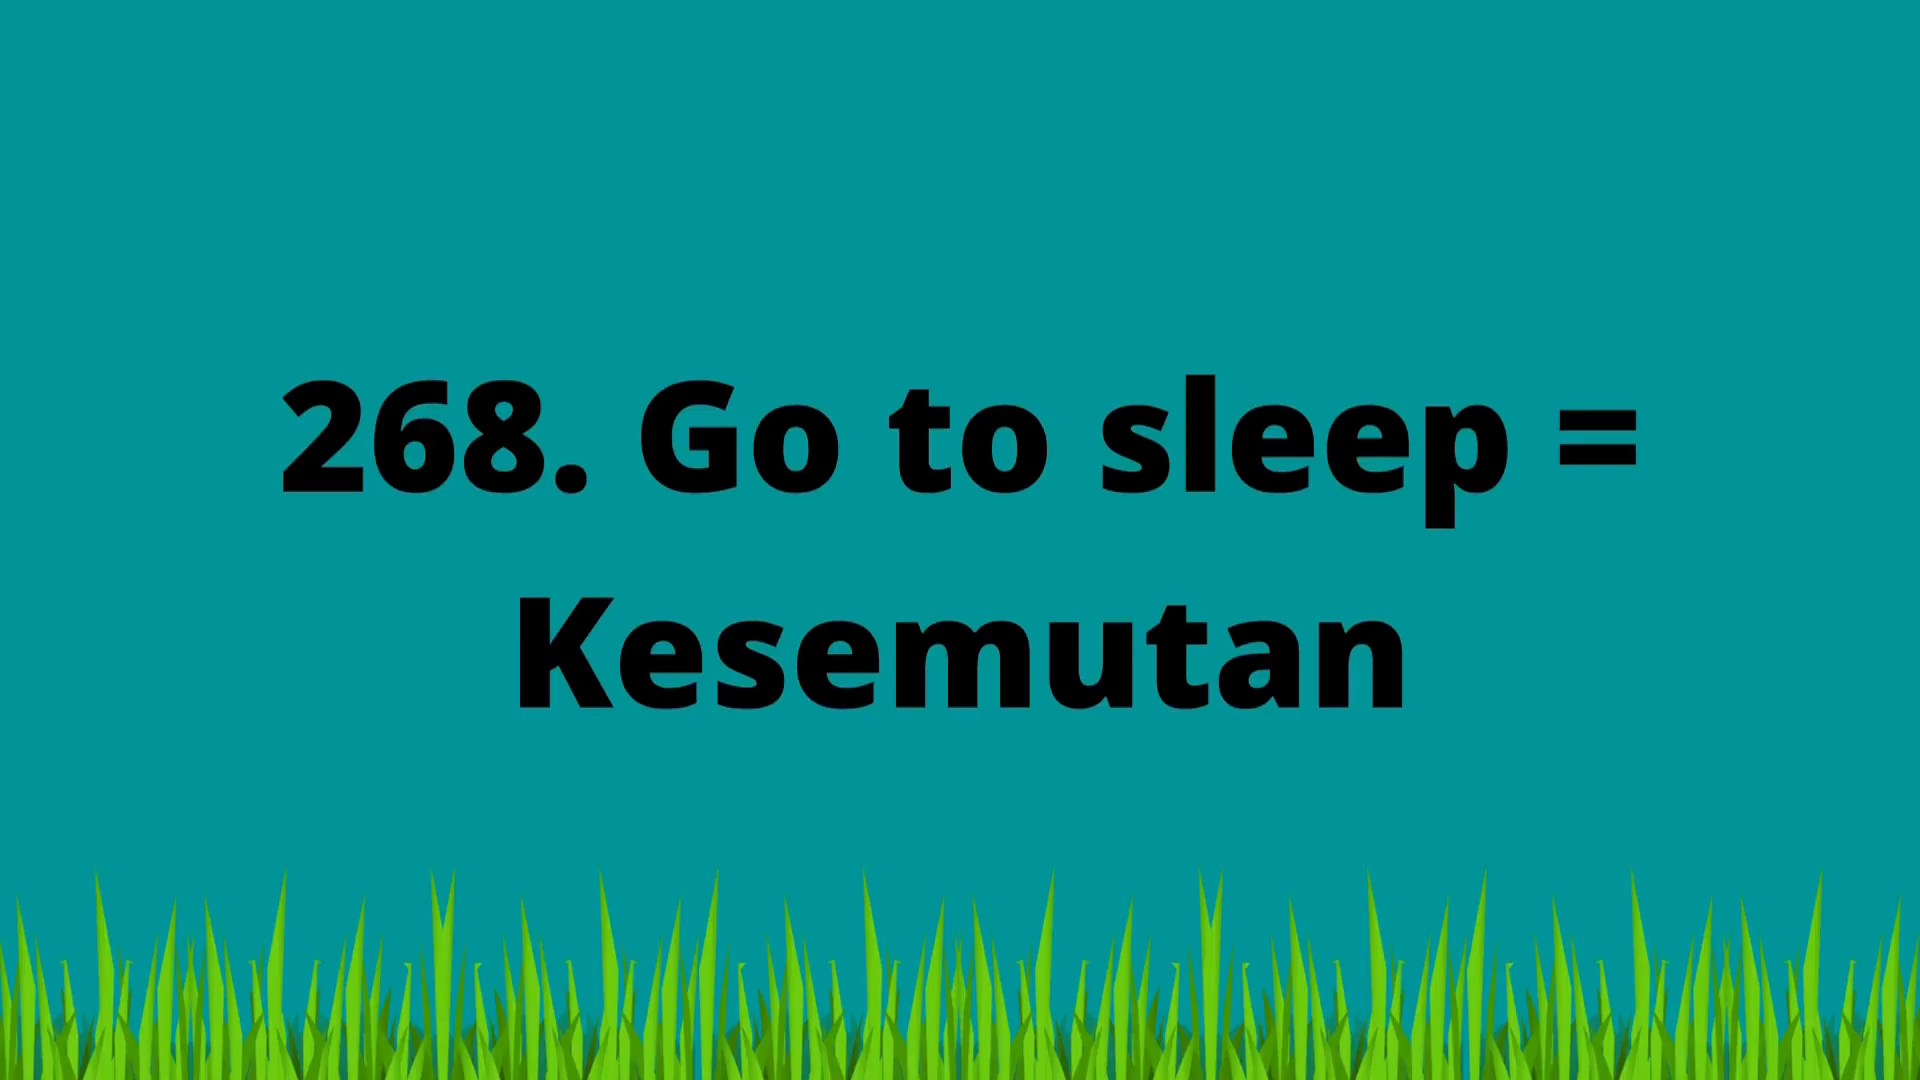 268. Go to sleep =
Kesemutan